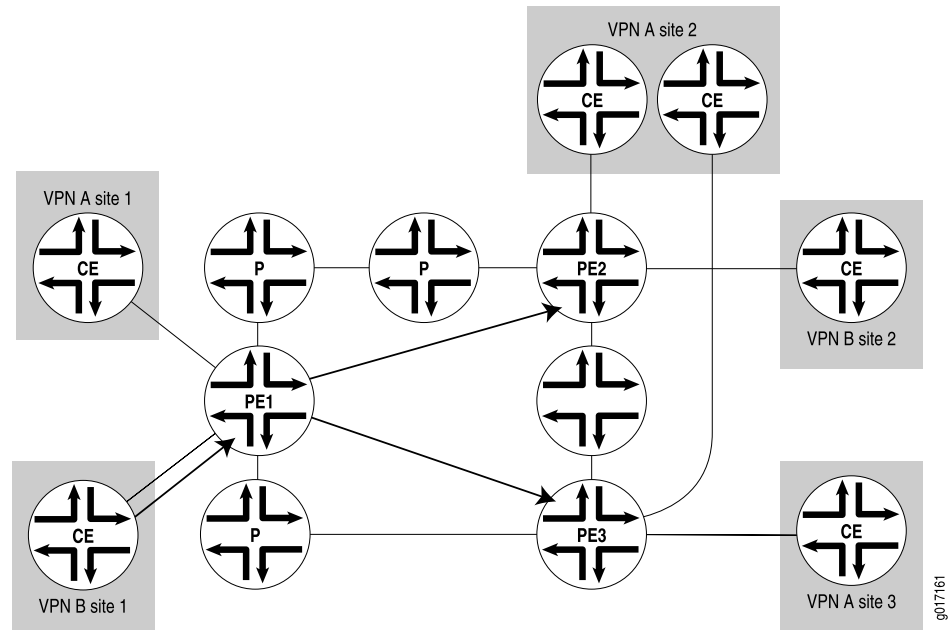 VPN A site 2
CE
CE
VPN A site 1
CE
P
P
PE2
CE
VPN B site 2
PE1
CE
VPN B site 1
P
PE3
CE
VPN A site 3
g017161